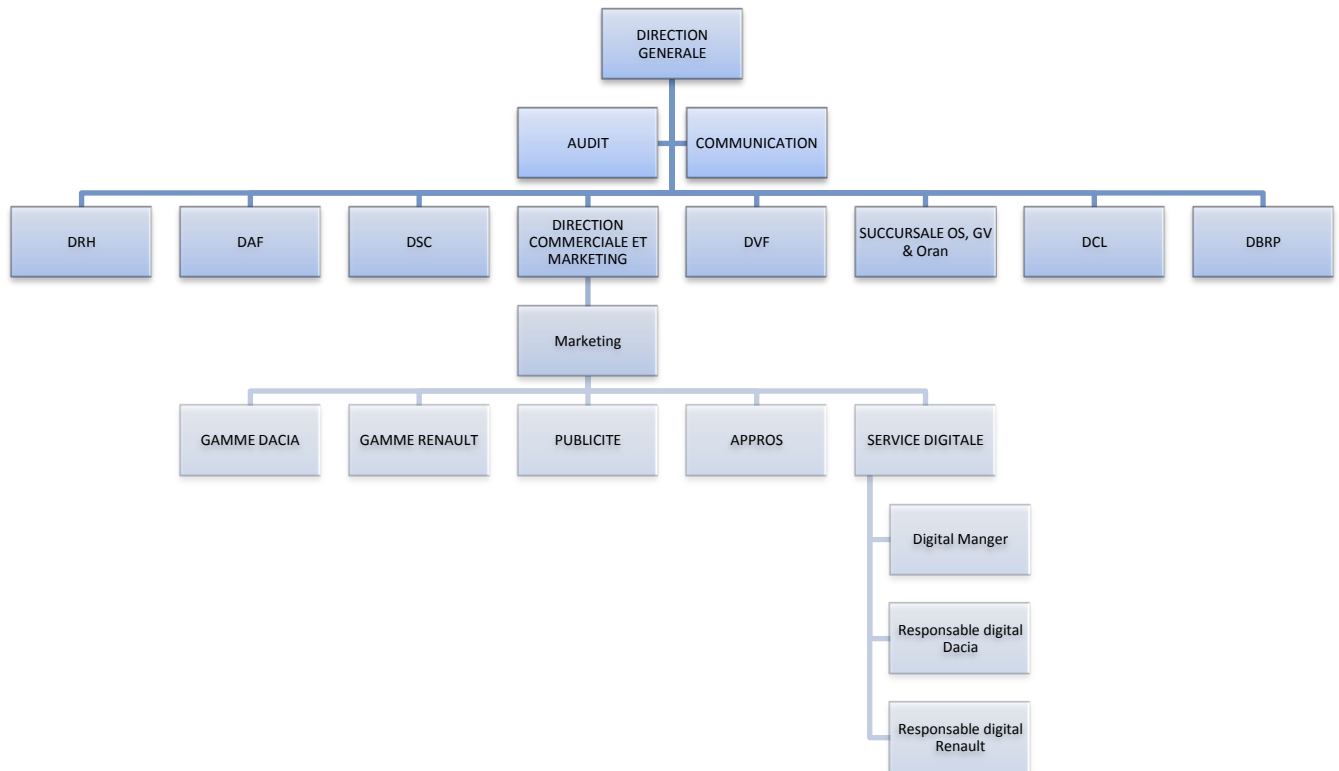 DIRECTION
GENERALE
AUDIT
COMMUNICATION
DRH
DAF
DSC
DIRECTION
COMMERCIALE ET
MARKETING
DVF
SUCCURSALE OS, GV
& Oran
DCL
DBRP
Marketing
GAMME DACIA
GAMME RENAULT
PUBLICITE
APPROS
SERVICE DIGITALE
Digital Manger
Responsable digital
Dacia
Responsable digital
Renault